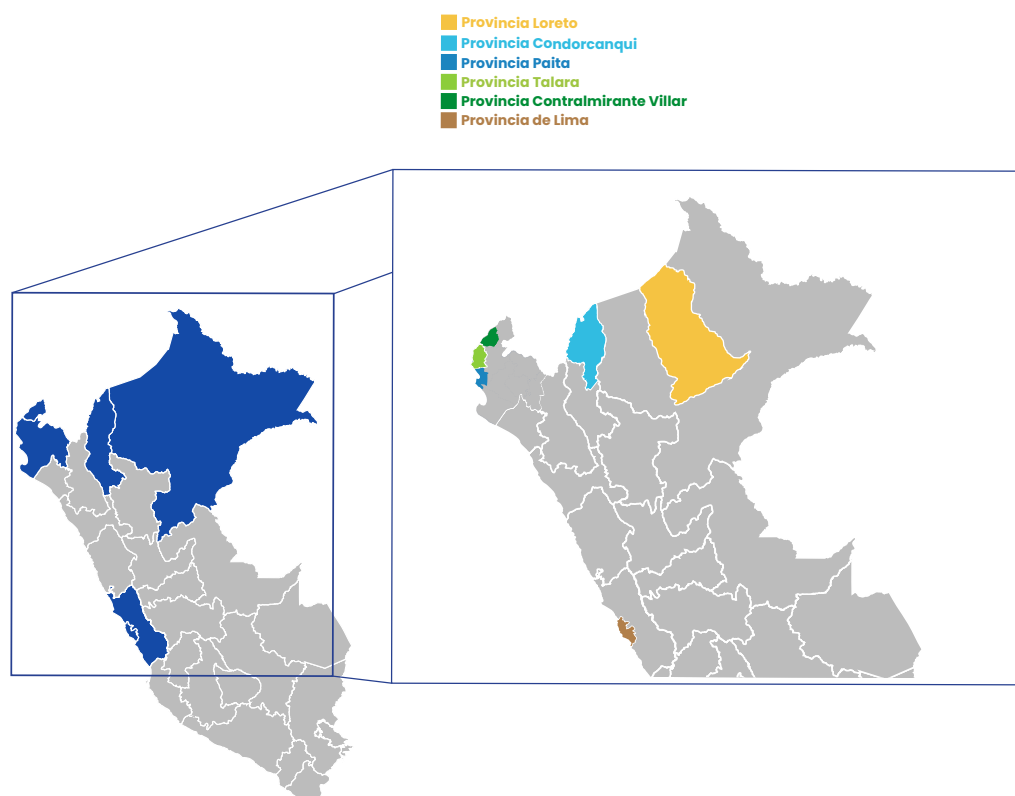 Provincia Loreto
Provincia Condorcanqui
Provincia Paita
Provincia Talara
Provincia Contralmirante Villar
Provincia de Lima